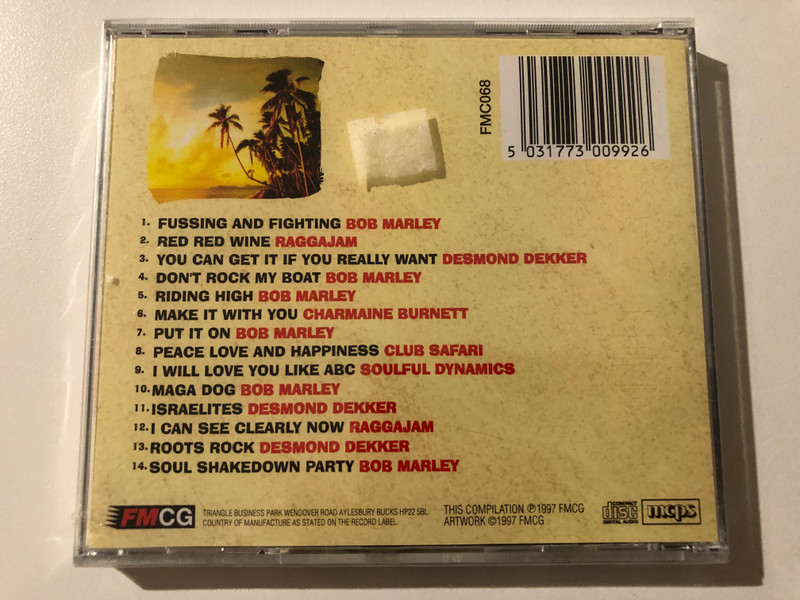 FMC068
5 031773 009926
1. FUSSING AND FIGHTING BOB MARLEY
2. RED RED WINE RAGGAJAM
3. YOU CAN GET IT IF YOU REALLY WANT DESMOND DEKKER
4. DON'T ROCK MY BOAT BOB MARLEY
5. RIDING HIGH BOB MARLEY
6. MAKE IT WITH YOU CHARMAINE BURNETT
7. PUT IT ON BOB MARLEY
8. PEACE LOVE AND HAPPINESS CLUB SAFARI
9. I WILL LOVE YOU LIKE ABC SOULFUL DYNAMICS
10. MAGA DOG BOB MARLEY
11. ISRAELITES DESMOND DEKKER
12. I CAN SEE CLEARLY NOW RAGGAJAM
13. ROOTS ROCK DESMOND DEKKER
14. SOUL SHAKEDOWN PARTY BOB MARLEY
FMCG
TRIANGLE BUSINESS PARK WENDOVER ROAD AYLESBURY BUCKS HP22 5BL.
COUNTRY OF MANUFACTURE AS STATED ON THE RECORD LABEL.
THIS COMPILATION ℗1997 FMCG
ARTWORK ©1997 FMCG
COMPACT
disc
DIGITAL AUDIO
mcps